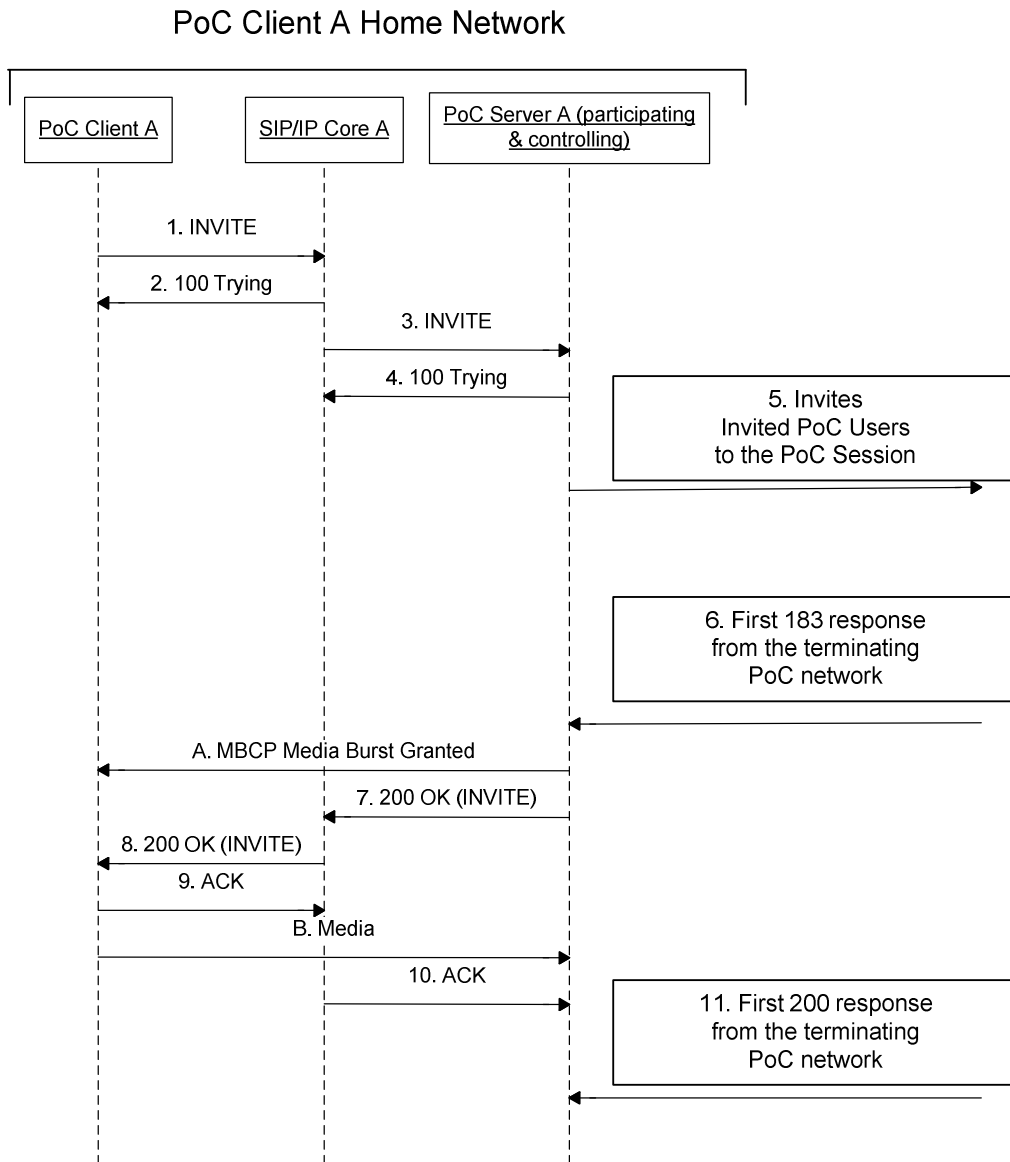 PoC Client A Home Network
PoC Client A
SIP/IP Core A
PoC Server A (participating
& controlling)
1. INVITE
2. 100 Trying
3. INVITE
4. 100 Trying
5. Invites
Invited PoC Users
to the PoC Session
6. First 183 response
from the terminating
PoC network
A. MBCP Media Burst Granted
7. 200 OK (INVITE)
8. 200 OK (INVITE)
9. ACK
B. Media
10. ACK
11. First 200 response
from the terminating
PoC network